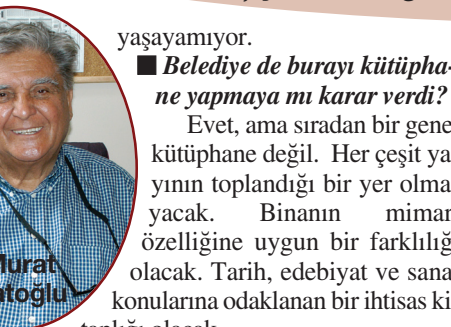 yaşayamıyor.
■ Belediye de burayı kütüpha-
ne yapmaya mı karar verdi?
Evet, ama sıradan bir gene
kütüphane değil. Her çeşit ya
yının toplandığı bir yer olma
yacak. Binanın mimar
özelliğine uygun bir farklılığ
olacak. Tarih, edebiyat ve sana
konularına odaklanan bir ihtisas ki
Murat